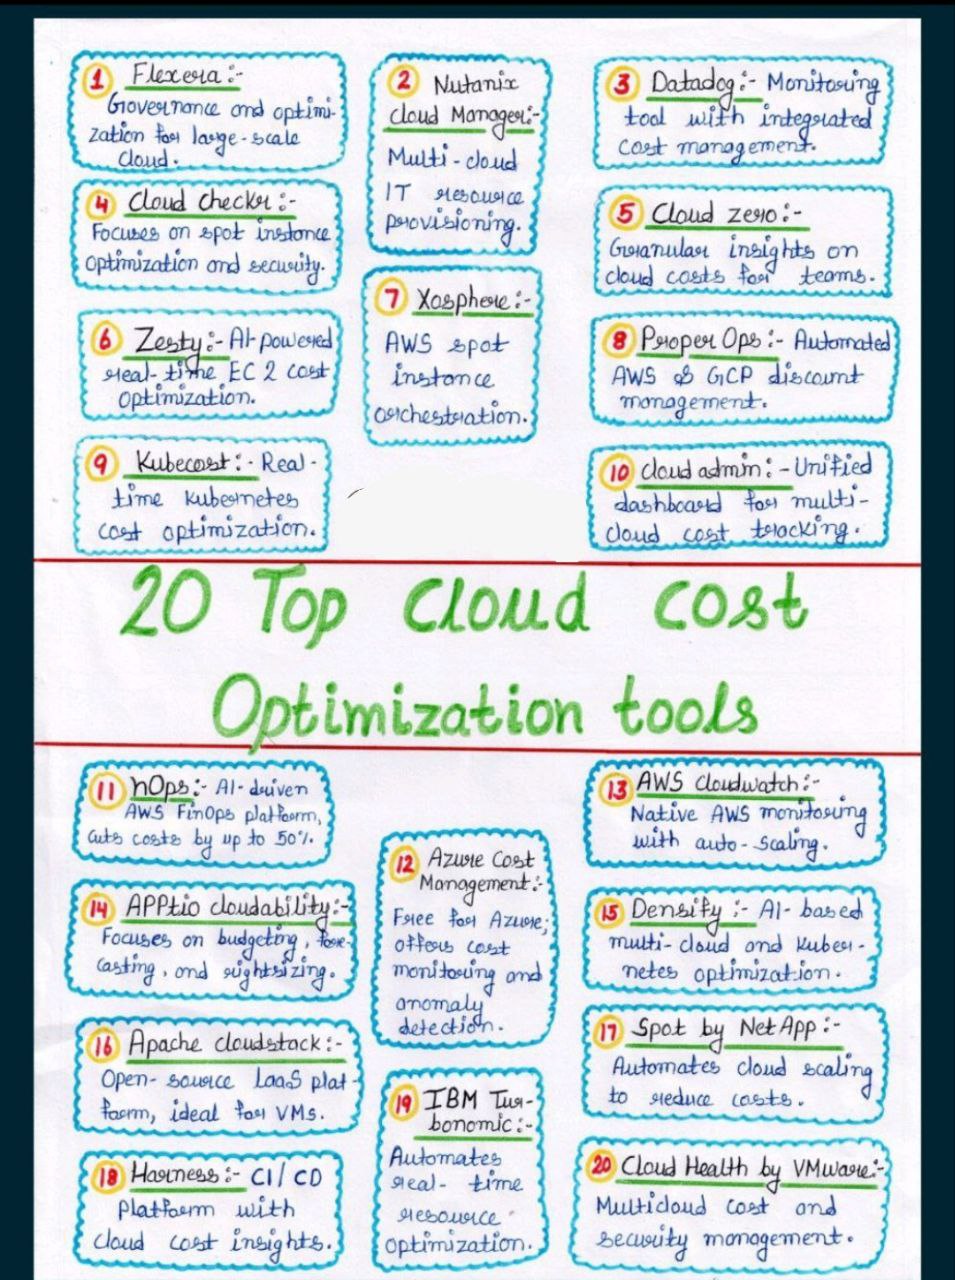 1 Flexera :-
Governance and optimi-
zation for large-scale
cloud.
2 Nutanix
cloud Manager:-
Multi-cloud
IT resource
provisioning.
3 Datadog:- Monitoring
tool with integrated
cost management.
4 Cloud checkr :-
Focuses on spot instance
optimization and security.
5 Cloud zero:-
Granular insights on
cloud costs for teams.
6 Zesty:- AI-powered
real-time EC 2 cost
optimization.
7 Xosphere:-
AWS spot
instance
orchestration.
8 Proper Ops:- Automated
AWS & GCP discount
management.
9 Kubecost:- Real-
time Kubernetes
cost optimization.
10 cloud admin:- Unified
dashboard for multi-
cloud cost tracking.
20 Top Cloud cost
Optimization tools
11 nOps:- AI-driven
AWS FinOps platform,
cuts costs by up to 50%.
12 Azure Cost
Management:-
Free for Azure;
offers cost
monitoring and
anomaly
detection.
13 AWS Cloudwatch:-
Native AWS monitoring
with auto-scaling.
14 APPtio cloudability:-
Focuses on budgeting, fore-
casting, and rightsizing.
15 Densify :- AI-based
multi-cloud and Kuber-
netes optimization.
16 Apache cloudstack:-
Open-source IaaS plat-
form, ideal for VMs.
17 Spot by NetApp:-
Automates cloud scaling
to reduce costs.
18 Harness:- CI/CD
Platform with
cloud cost insights.
19 IBM Tur-
bonomic:-
Automates
real-time
resource
optimization.
20 Cloud Health by VMware:-
Multicloud cost and
security management.